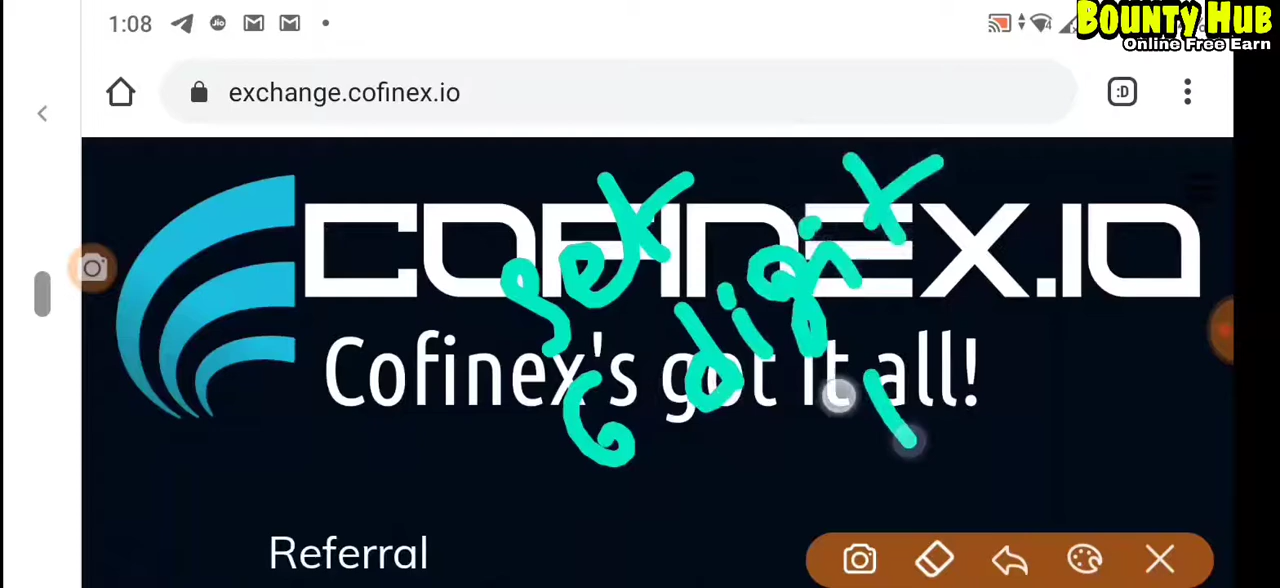 1:08
BOUNTY HUB
Online Free Earn
exchange.cofinex.io
:D
COFINEX.IO
Cofinex's got it all!
set
6 digit
Referral